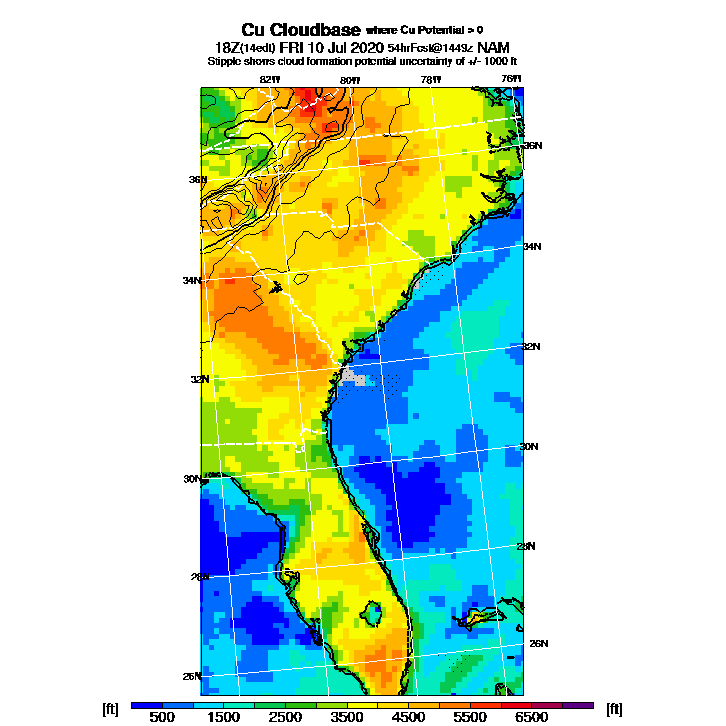 Cu Cloudbase where Cu Potential > 0
18Z(14edt) FRI 10 Jul 2020 54hrFcst@1449z NAM
Stipple shows cloud formation potential uncertainty of +/- 1000 ft
82W 80W 78W 76W
36N
36N
34N
34N
32N
32N
30N
30N
28N
28N
26N
26N
[ft] 500 1500 2500 3500 4500 5500 6500 [ft]